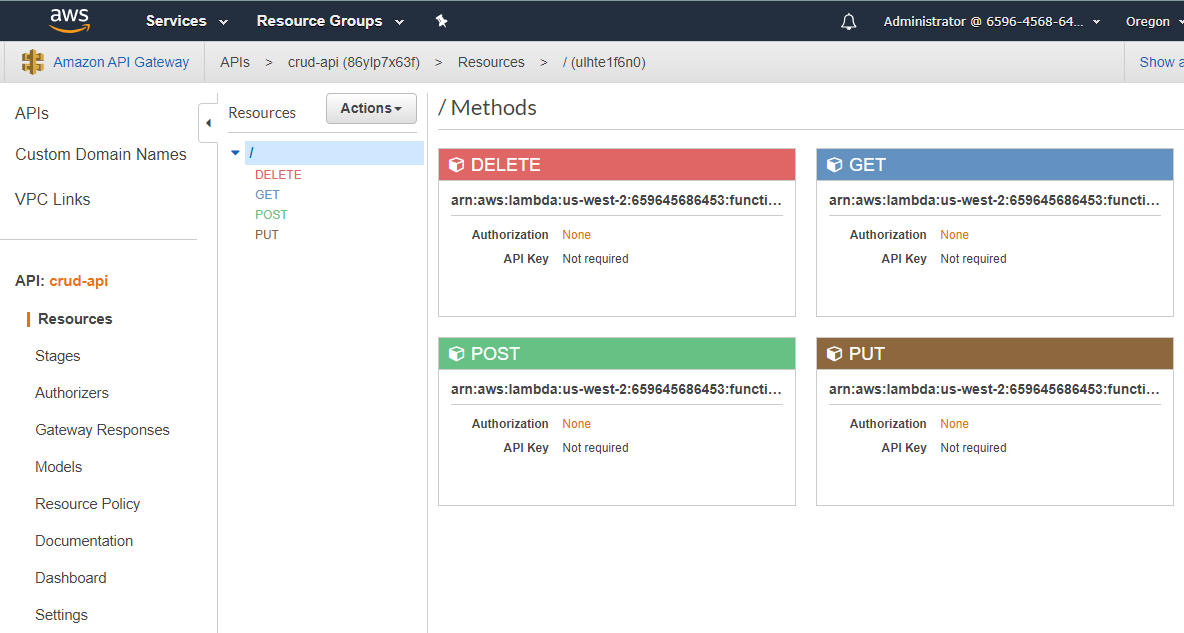 aws Services Resource Groups Administrator @ 6596-4568-64... Oregon
Amazon API Gateway APIs > crud-api (86ylp7x63f) > Resources > / (ulhte1f6n0) Show a
APIs
Custom Domain Names
VPC Links
API: crud-api
Resources
Stages
Authorizers
Gateway Responses
Models
Resource Policy
Documentation
Dashboard
Settings
Resources Actions
/
DELETE
GET
POST
PUT
/ Methods
DELETE
arn:aws:lambda:us-west-2:659645686453:functi...
Authorization None
API Key Not required
GET
arn:aws:lambda:us-west-2:659645686453:functi...
Authorization None
API Key Not required
POST
arn:aws:lambda:us-west-2:659645686453:functi...
Authorization None
API Key Not required
PUT
arn:aws:lambda:us-west-2:659645686453:functi...
Authorization None
API Key Not required